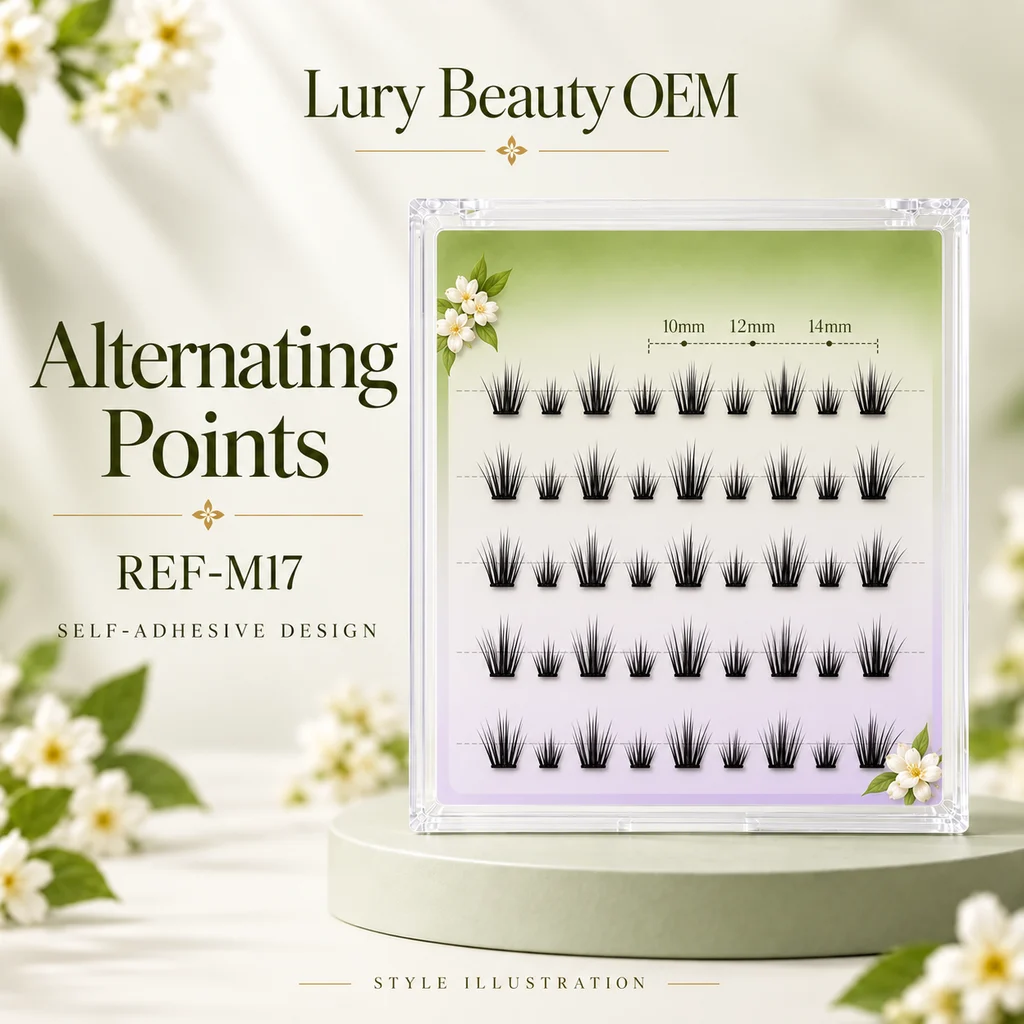 Lury Beauty OEM
Alternating
Points
REF-M17
SELF-ADHESIVE DESIGN
10mm 12mm 14mm
STYLE ILLUSTRATION